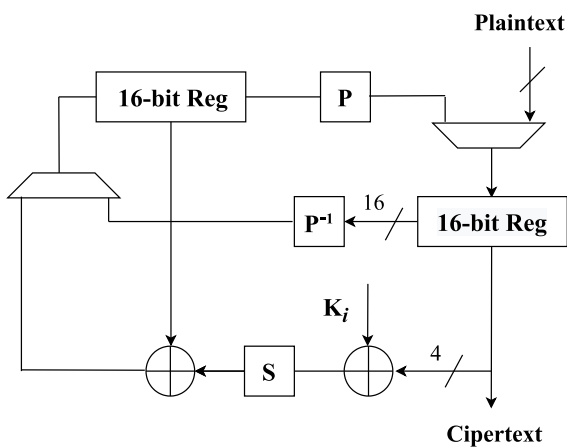 Plaintext
16-bit Reg
P
P⁻¹
16
16-bit Reg
Kᵢ
S
4
Cipertext